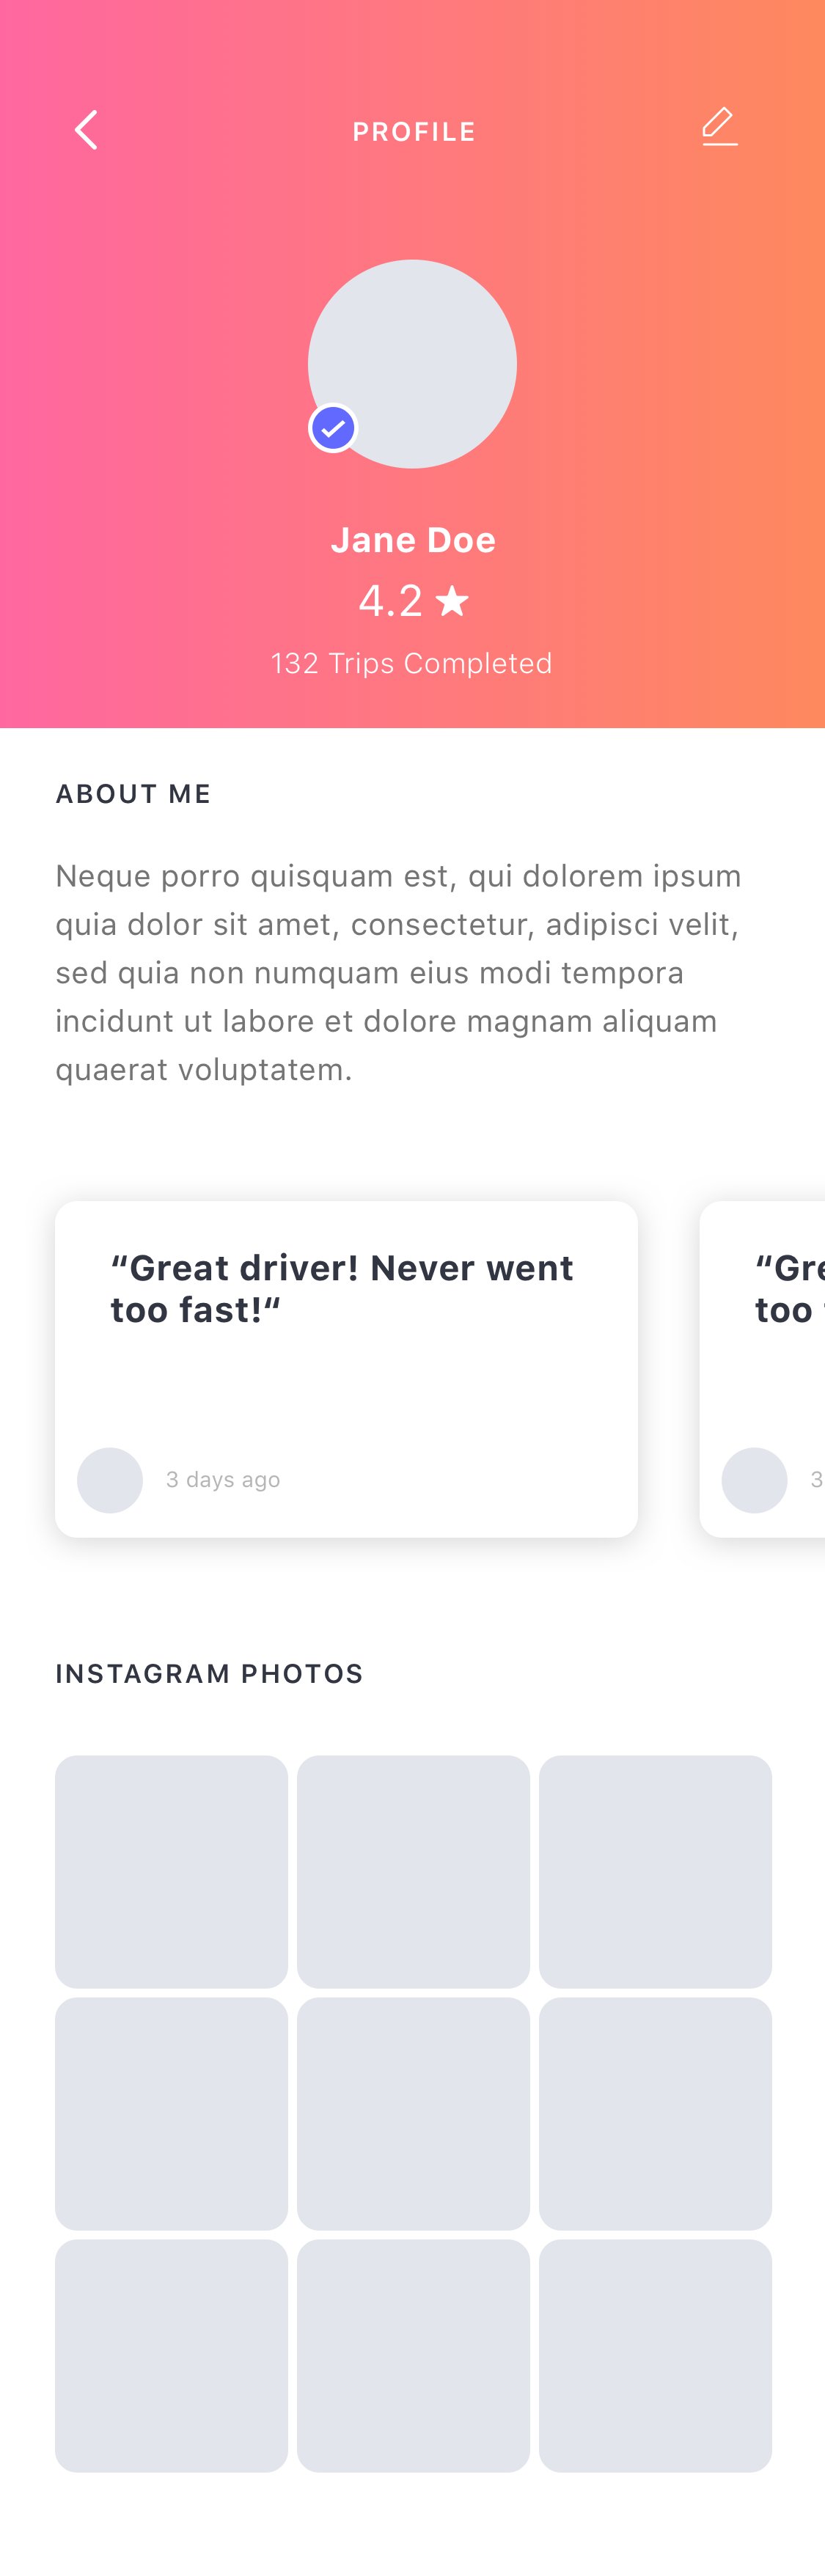 PROFILE
Jane Doe
4.2
132 Trips Completed
ABOUT ME
Neque porro quisquam est, qui dolorem ipsum
quia dolor sit amet, consectetur, adipisci velit,
sed quia non numquam eius modi tempora
incidunt ut labore et dolore magnam aliquam
quaerat voluptatem.
“Great driver! Never went
too fast!“
3 days ago
“Gre
too
3
INSTAGRAM PHOTOS